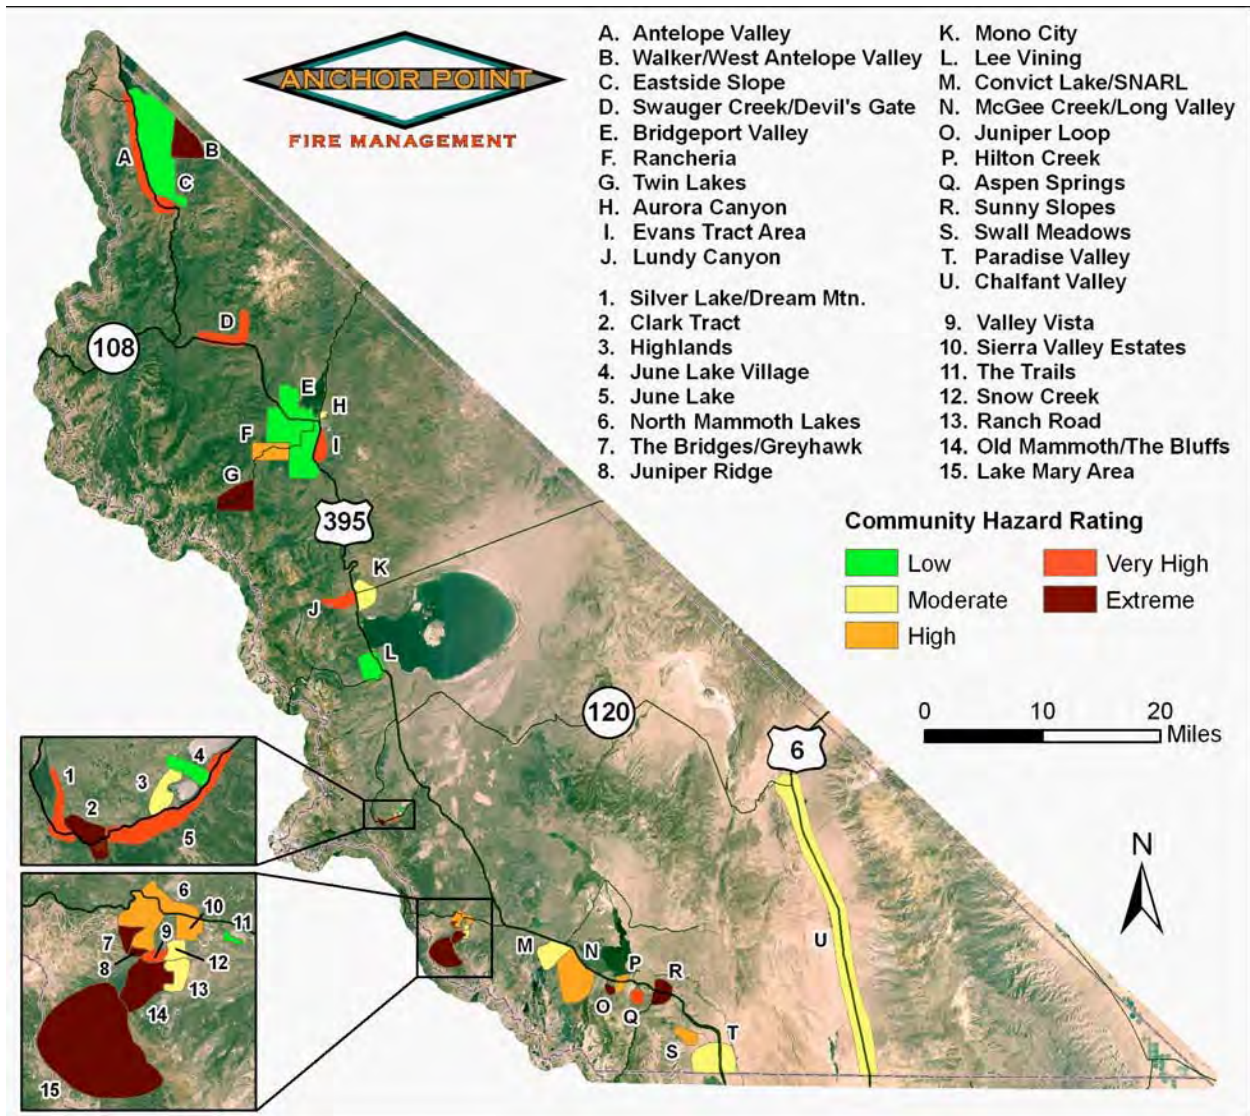 ANCHOR POINT
FIRE MANAGEMENT
A. Antelope Valley
B. Walker/West Antelope Valley
C. Eastside Slope
D. Swauger Creek/Devil's Gate
E. Bridgeport Valley
F. Rancheria
G. Twin Lakes
H. Aurora Canyon
I. Evans Tract Area
J. Lundy Canyon
K. Mono City
L. Lee Vining
M. Convict Lake/SNARL
N. McGee Creek/Long Valley
O. Juniper Loop
P. Hilton Creek
Q. Aspen Springs
R. Sunny Slopes
S. Swall Meadows
T. Paradise Valley
U. Chalfant Valley
1. Silver Lake/Dream Mtn.
2. Clark Tract
3. Highlands
4. June Lake Village
5. June Lake
6. North Mammoth Lakes
7. The Bridges/Greyhawk
8. Juniper Ridge
9. Valley Vista
10. Sierra Valley Estates
11. The Trails
12. Snow Creek
13. Ranch Road
14. Old Mammoth/The Bluffs
15. Lake Mary Area
Community Hazard Rating
Low
Moderate
High
Very High
Extreme
0 10 20
Miles
N
A
B
C
D
108
E
H
F
I
G
395
K
J
L
120
6
M
N
P
R
O
Q
S
T
U
1
2
3
4
5
6
10
11
7
9
8
12
13
14
15